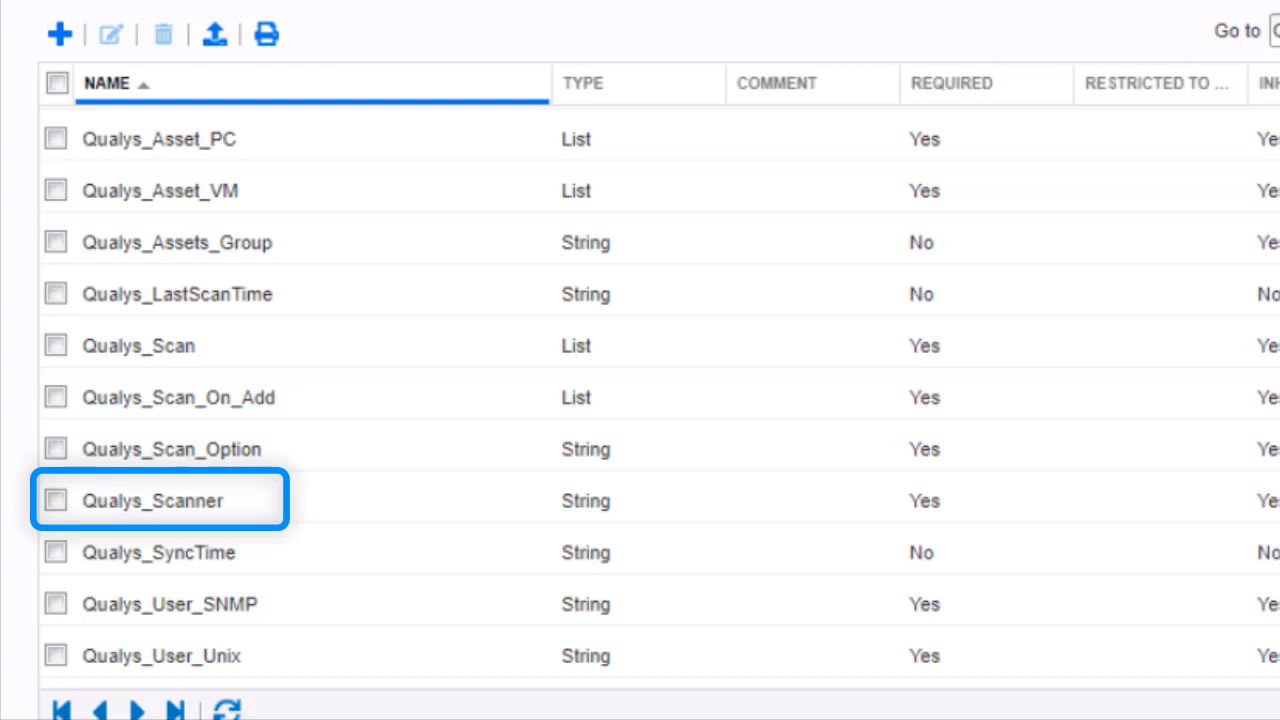 Go to
NAME TYPE COMMENT REQUIRED RESTRICTED TO ...
Qualys_Asset_PC List Yes
Qualys_Asset_VM List Yes
Qualys_Assets_Group String No
Qualys_LastScanTime String No No
Qualys_Scan List Yes
Qualys_Scan_On_Add List Yes
Qualys_Scan_Option String Yes
Qualys_Scanner String Yes
Qualys_SyncTime String No No
Qualys_User_SNMP String Yes
Qualys_User_Unix String Yes